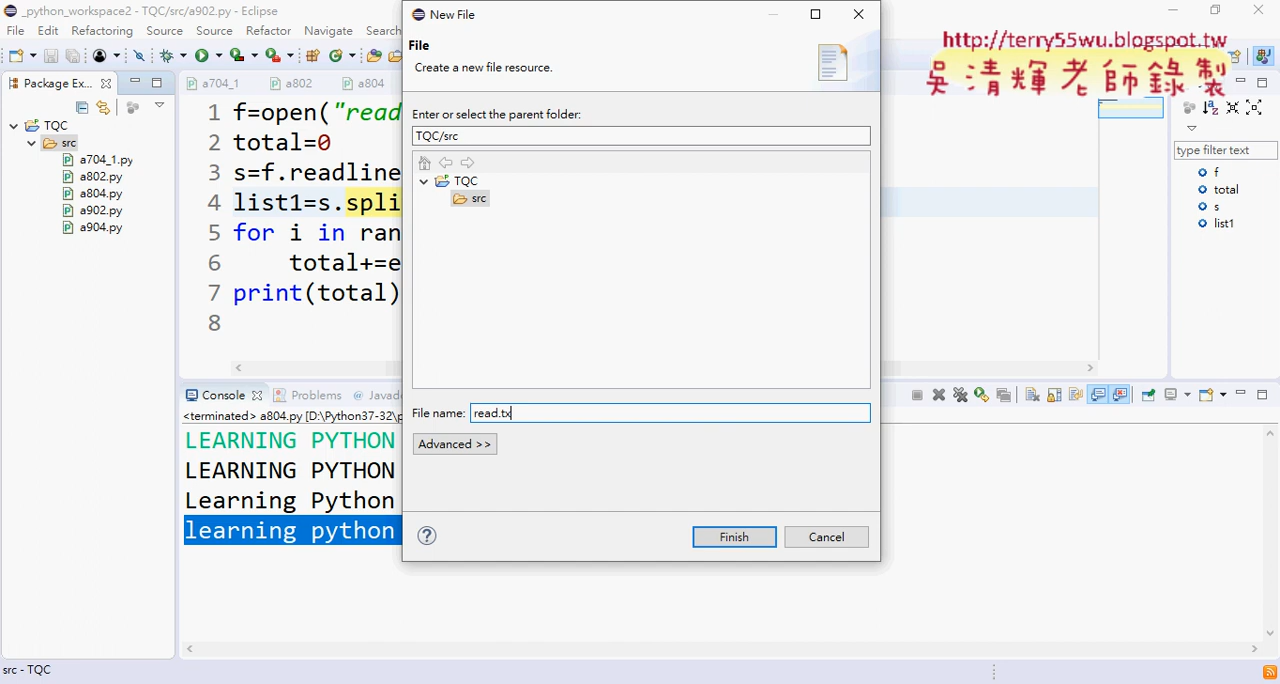 _python_workspace2 - TQC/src/a902.py - Eclipse
File Edit Refactoring Source Refactor Navigate Search
http://terry55wu.blogspot.tw
吳清輝老師錄製
Package Ex...
TQC
src
a704_1.py
a802.py
a804.py
a902.py
a904.py
a704_1 a802 a804
1 f=open("read
2 total=0
3 s=f.readline
4 list1=s.spli
5 for i in ran
6 total+=e
7 print(total)
8
New File
File
Create a new file resource.
Enter or select the parent folder:
TQC/src
TQC
src
File name: read.tx
Advanced >>
Finish Cancel
type filter text
f
total
s
list1
Console Problems Javad
<terminated> a804.py [D:\Python37-32\p
LEARNING PYTHON
LEARNING PYTHON
Learning Python
learning python
src - TQC